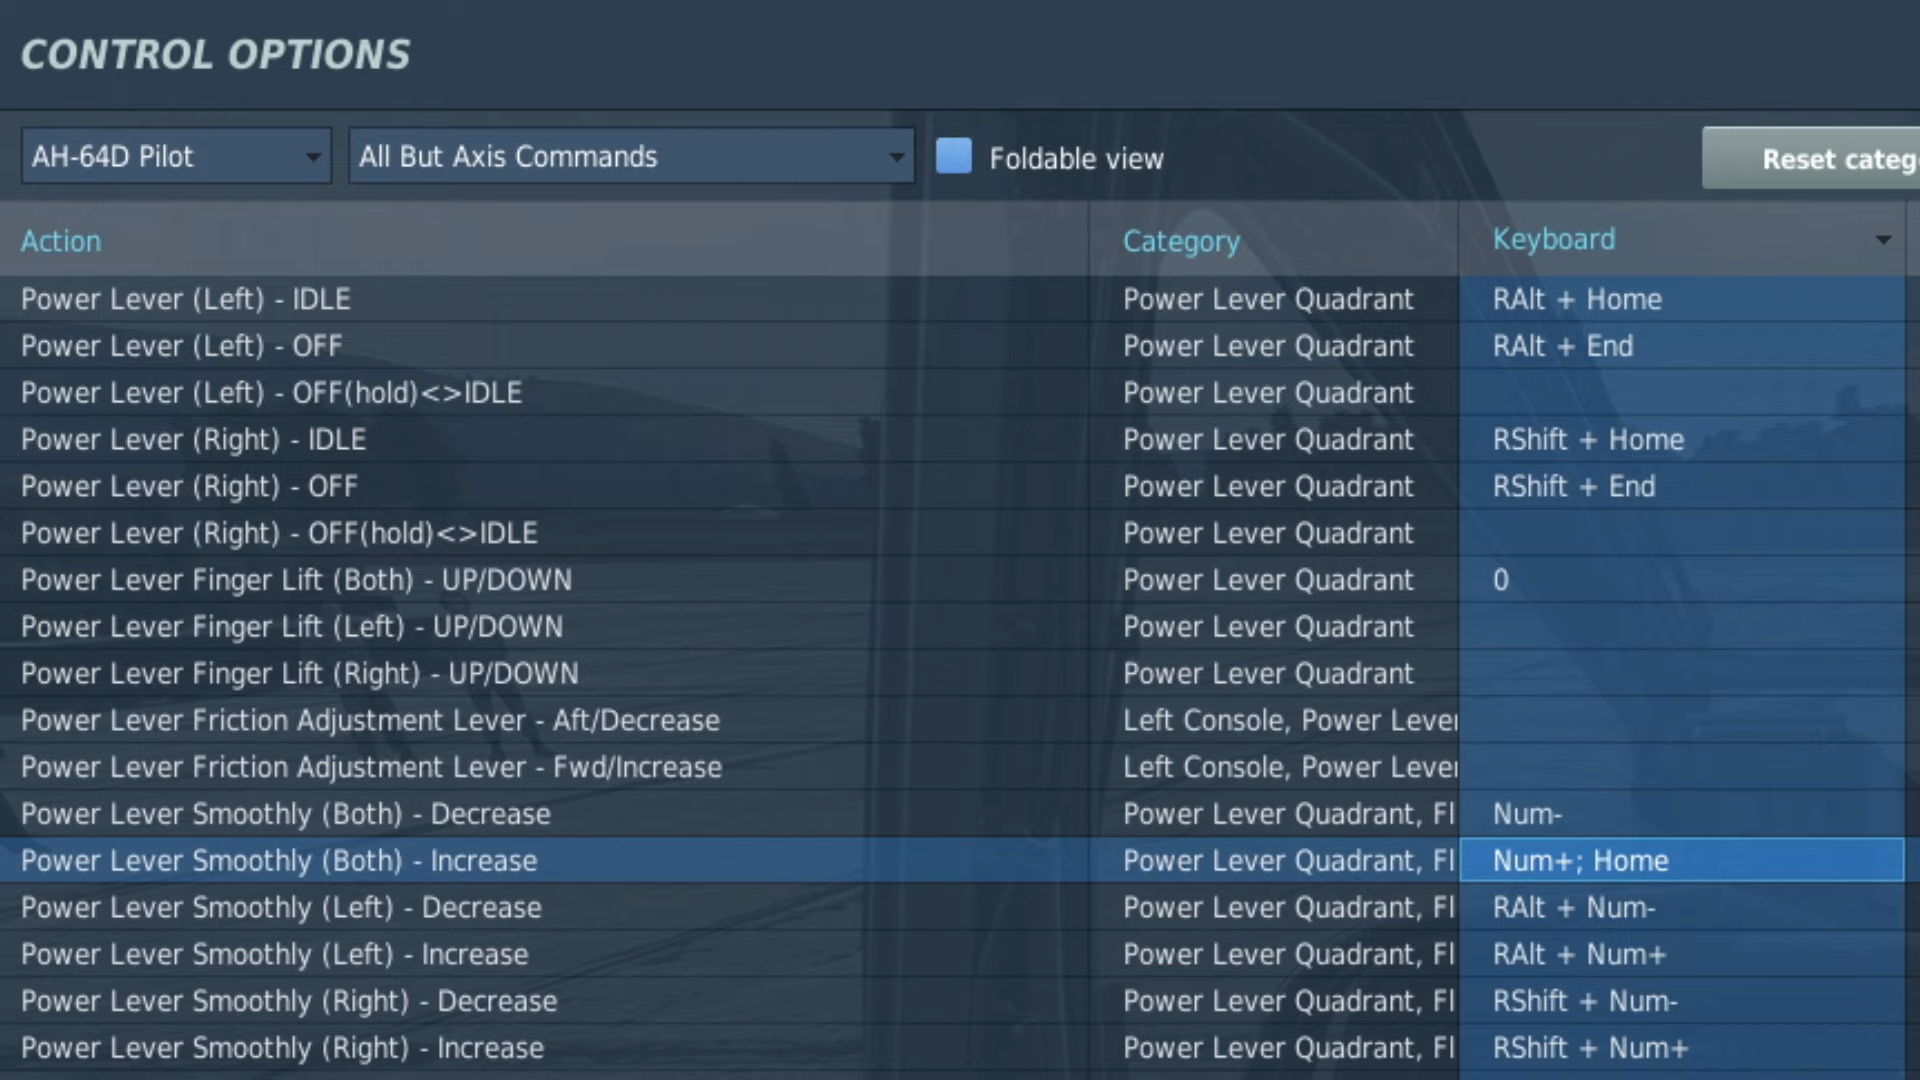 CONTROL OPTIONS
AH-64D Pilot All But Axis Commands Foldable view Reset categ
Action Category Keyboard
Power Lever (Left) - IDLE Power Lever Quadrant RAlt + Home
Power Lever (Left) - OFF Power Lever Quadrant RAlt + End
Power Lever (Left) - OFF(hold)<>IDLE Power Lever Quadrant
Power Lever (Right) - IDLE Power Lever Quadrant RShift + Home
Power Lever (Right) - OFF Power Lever Quadrant RShift + End
Power Lever (Right) - OFF(hold)<>IDLE Power Lever Quadrant
Power Lever Finger Lift (Both) - UP/DOWN Power Lever Quadrant 0
Power Lever Finger Lift (Left) - UP/DOWN Power Lever Quadrant
Power Lever Finger Lift (Right) - UP/DOWN Power Lever Quadrant
Power Lever Friction Adjustment Lever - Aft/Decrease Left Console, Power Lever
Power Lever Friction Adjustment Lever - Fwd/Increase Left Console, Power Lever
Power Lever Smoothly (Both) - Decrease Power Lever Quadrant, Fl Num-
Power Lever Smoothly (Both) - Increase Power Lever Quadrant, Fl Num+; Home
Power Lever Smoothly (Left) - Decrease Power Lever Quadrant, Fl RAlt + Num-
Power Lever Smoothly (Left) - Increase Power Lever Quadrant, Fl RAlt + Num+
Power Lever Smoothly (Right) - Decrease Power Lever Quadrant, Fl RShift + Num-
Power Lever Smoothly (Right) - Increase Power Lever Quadrant, Fl RShift + Num+